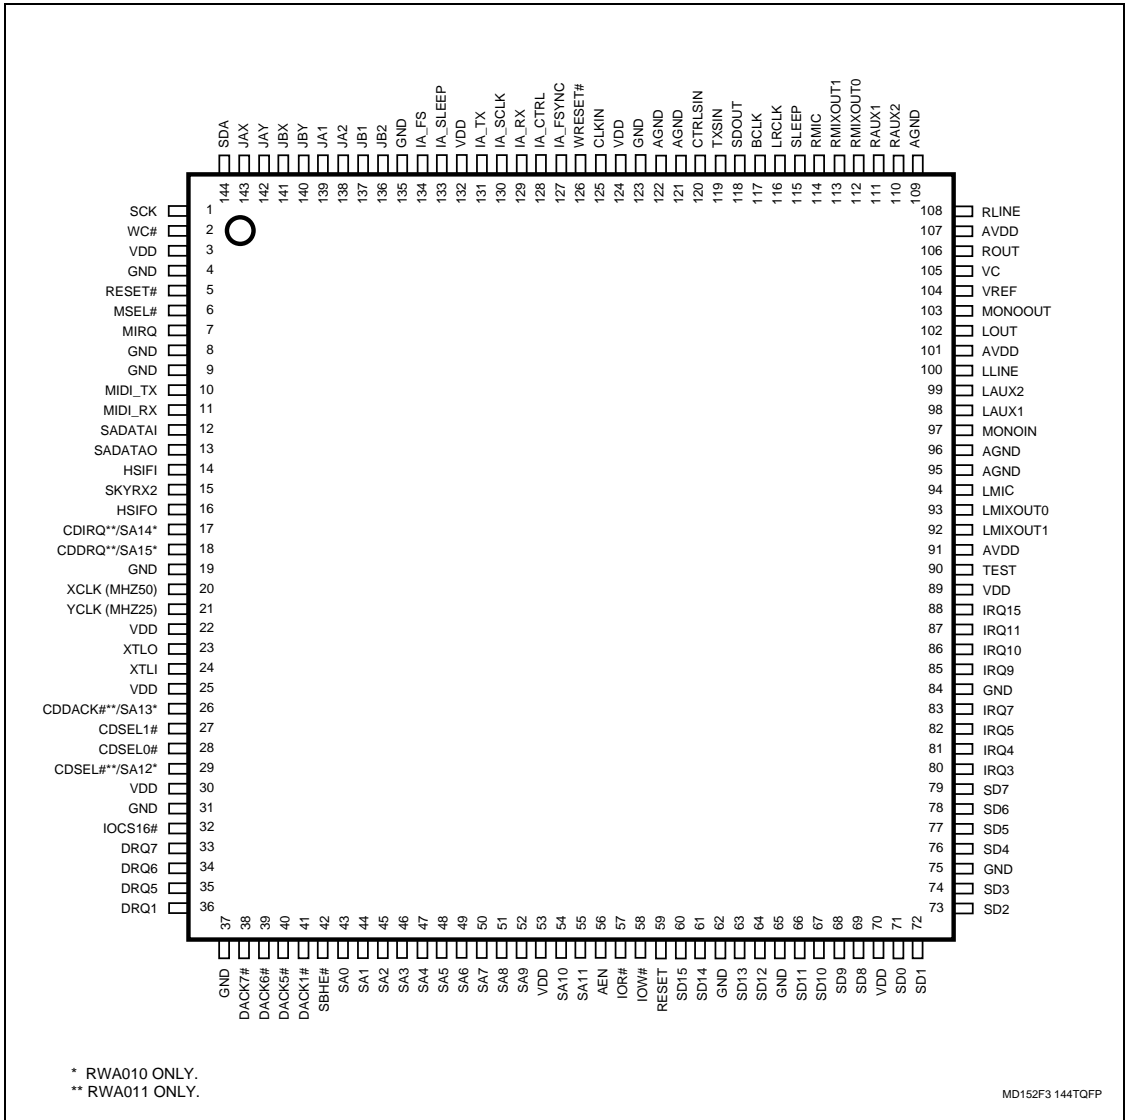 SDA
JAX
JAY
JBX
JBY
JA1
JA2
JB1
JB2
GND
IA_FS
IA_SLEEP
VDD
IA_TX
IA_SCLK
IA_RX
IA_CTRL
IA_FSYNC
WRESET#
CLKIN
VDD
GND
AGND
AGND
CTRLSIN
TXSIN
SDOUT
BCLK
LRCLK
SLEEP
RMIC
RMIXOUT1
RMIXOUT0
RAUX1
RAUX2
AGND
144
143
142
141
140
139
138
137
136
135
134
133
132
131
130
129
128
127
126
125
124
123
122
121
120
119
118
117
116
115
114
113
112
111
110
109
SCK 1
WC# 2
VDD 3
GND 4
RESET# 5
MSEL# 6
MIRQ 7
GND 8
GND 9
MIDI_TX 10
MIDI_RX 11
SADATAI 12
SADATAO 13
HSIFI 14
SKYRX2 15
HSIFO 16
CDIRQ**/SA14* 17
CDDRQ**/SA15* 18
GND 19
XCLK (MHZ50) 20
YCLK (MHZ25) 21
VDD 22
XTLO 23
XTLI 24
VDD 25
CDDACK#**/SA13* 26
CDSEL1# 27
CDSEL0# 28
CDSEL#**/SA12* 29
VDD 30
GND 31
IOCS16# 32
DRQ7 33
DRQ6 34
DRQ5 35
DRQ1 36
108 RLINE
107 AVDD
106 ROUT
105 VC
104 VREF
103 MONOOUT
102 LOUT
101 AVDD
100 LLINE
99 LAUX2
98 LAUX1
97 MONOIN
96 AGND
95 AGND
94 LMIC
93 LMIXOUT0
92 LMIXOUT1
91 AVDD
90 TEST
89 VDD
88 IRQ15
87 IRQ11
86 IRQ10
85 IRQ9
84 GND
83 IRQ7
82 IRQ5
81 IRQ4
80 IRQ3
79 SD7
78 SD6
77 SD5
76 SD4
75 GND
74 SD3
73 SD2
37
38
39
40
41
42
43
44
45
46
47
48
49
50
51
52
53
54
55
56
57
58
59
60
61
62
63
64
65
66
67
68
69
70
71
72
GND
DACK7#
DACK6#
DACK5#
DACK1#
SBHE#
SA0
SA1
SA2
SA3
SA4
SA5
SA6
SA7
SA8
SA9
VDD
SA10
SA11
AEN
IOR#
IOW#
RESET
SD15
SD14
GND
SD13
SD12
GND
SD11
SD10
SD9
SD8
VDD
SD0
SD1
* RWA010 ONLY.
** RWA011 ONLY.
MD152F3 144TQFP